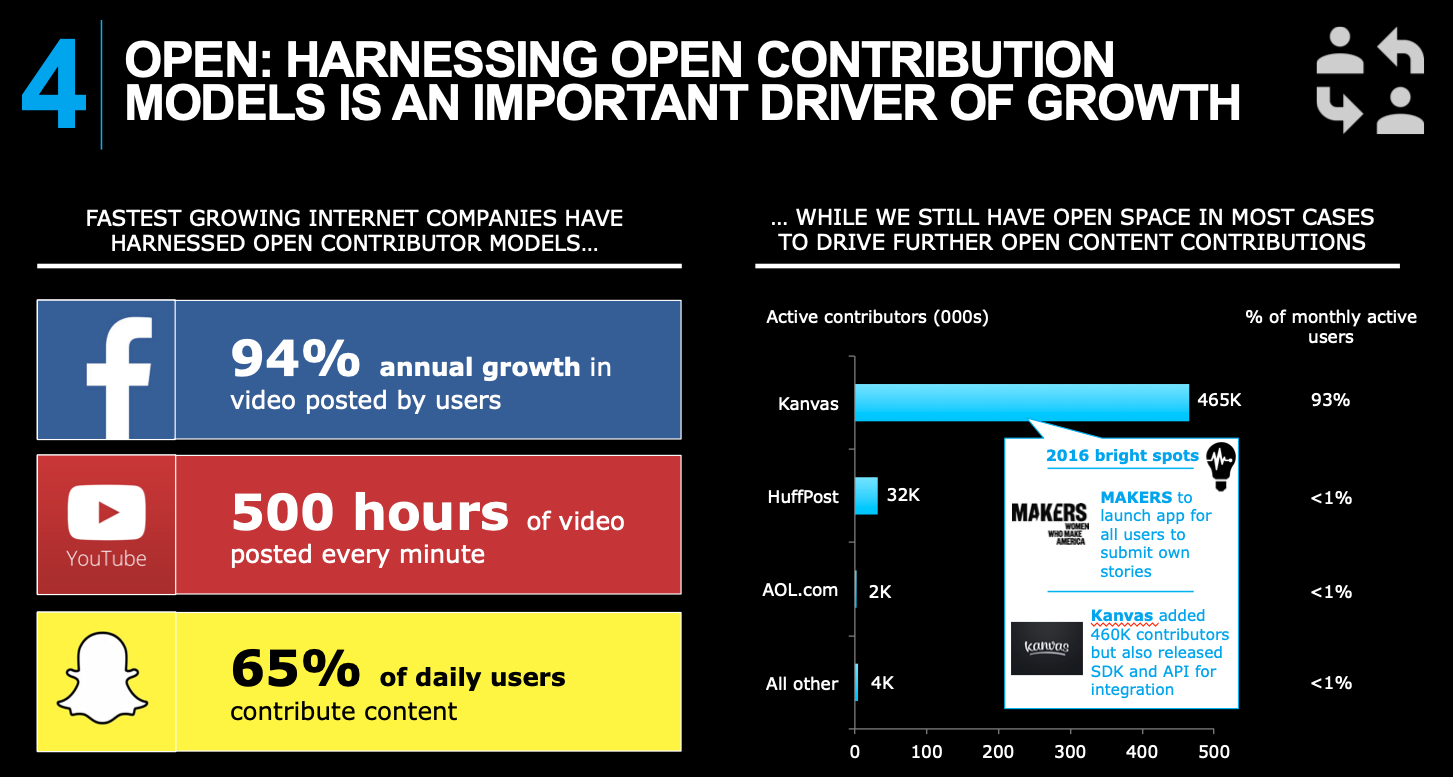 4
OPEN: HARNESSING OPEN CONTRIBUTION
MODELS IS AN IMPORTANT DRIVER OF GROWTH
FASTEST GROWING INTERNET COMPANIES HAVE
HARNESSED OPEN CONTRIBUTOR MODELS…
94% annual growth in
video posted by users
YouTube
500 hours of video
posted every minute
65% of daily users
contribute content
… WHILE WE STILL HAVE OPEN SPACE IN MOST CASES
TO DRIVE FURTHER OPEN CONTENT CONTRIBUTIONS
Active contributors (000s)
% of monthly active
users
Kanvas
465K
93%
HuffPost
32K
<1%
AOL.com
2K
<1%
All other
4K
<1%
0 100 200 300 400 500
2016 bright spots
MAKERS
WOMEN
WHO MAKE
AMERICA
MAKERS to
launch app for
all users to
submit own
stories
kanvas
Kanvas added
460K contributors
but also released
SDK and API for
integration